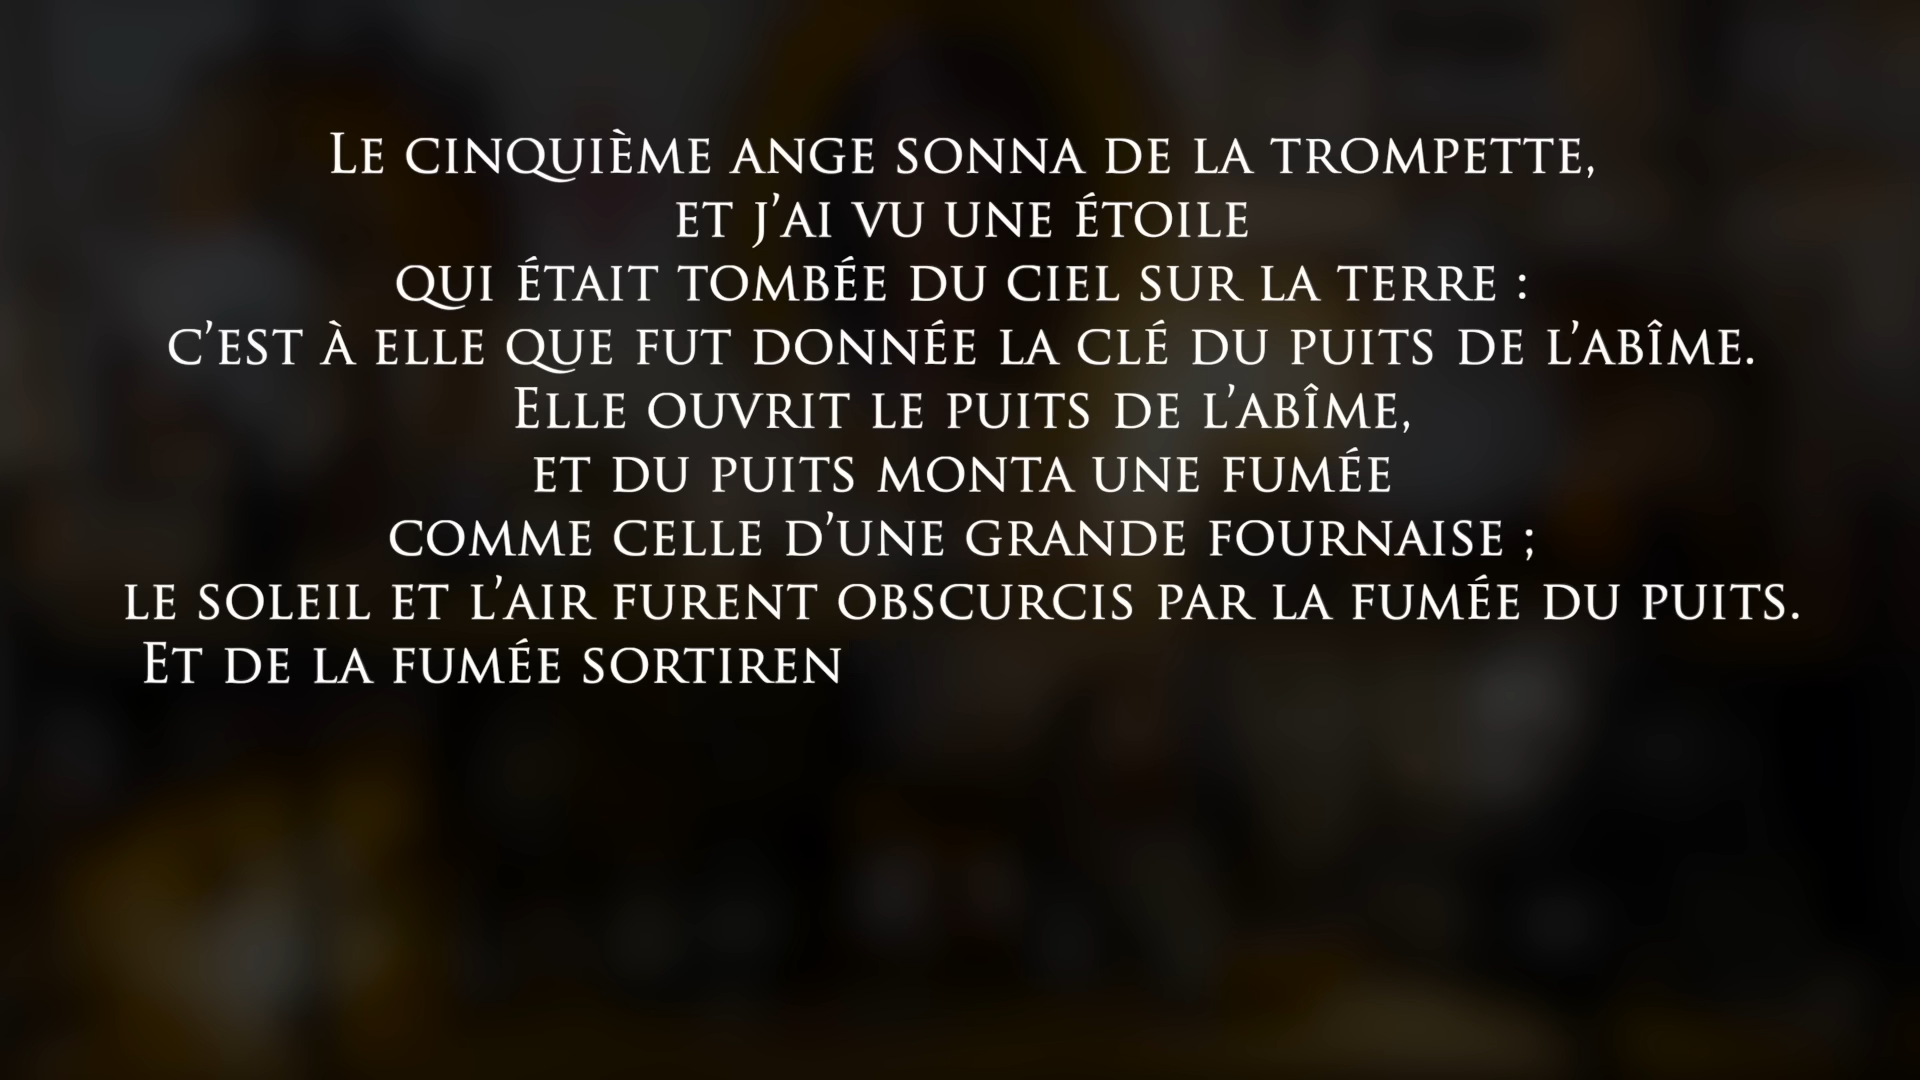 Le cinquième ange sonna de la trompette,
et j’ai vu une étoile
qui était tombée du ciel sur la terre :
c’est à elle que fut donnée la clé du puits de l’abîme.
Elle ouvrit le puits de l’abîme,
et du puits monta une fumée
comme celle d’une grande fournaise ;
le soleil et l’air furent obscurcis par la fumée du puits.
Et de la fumée sortiren